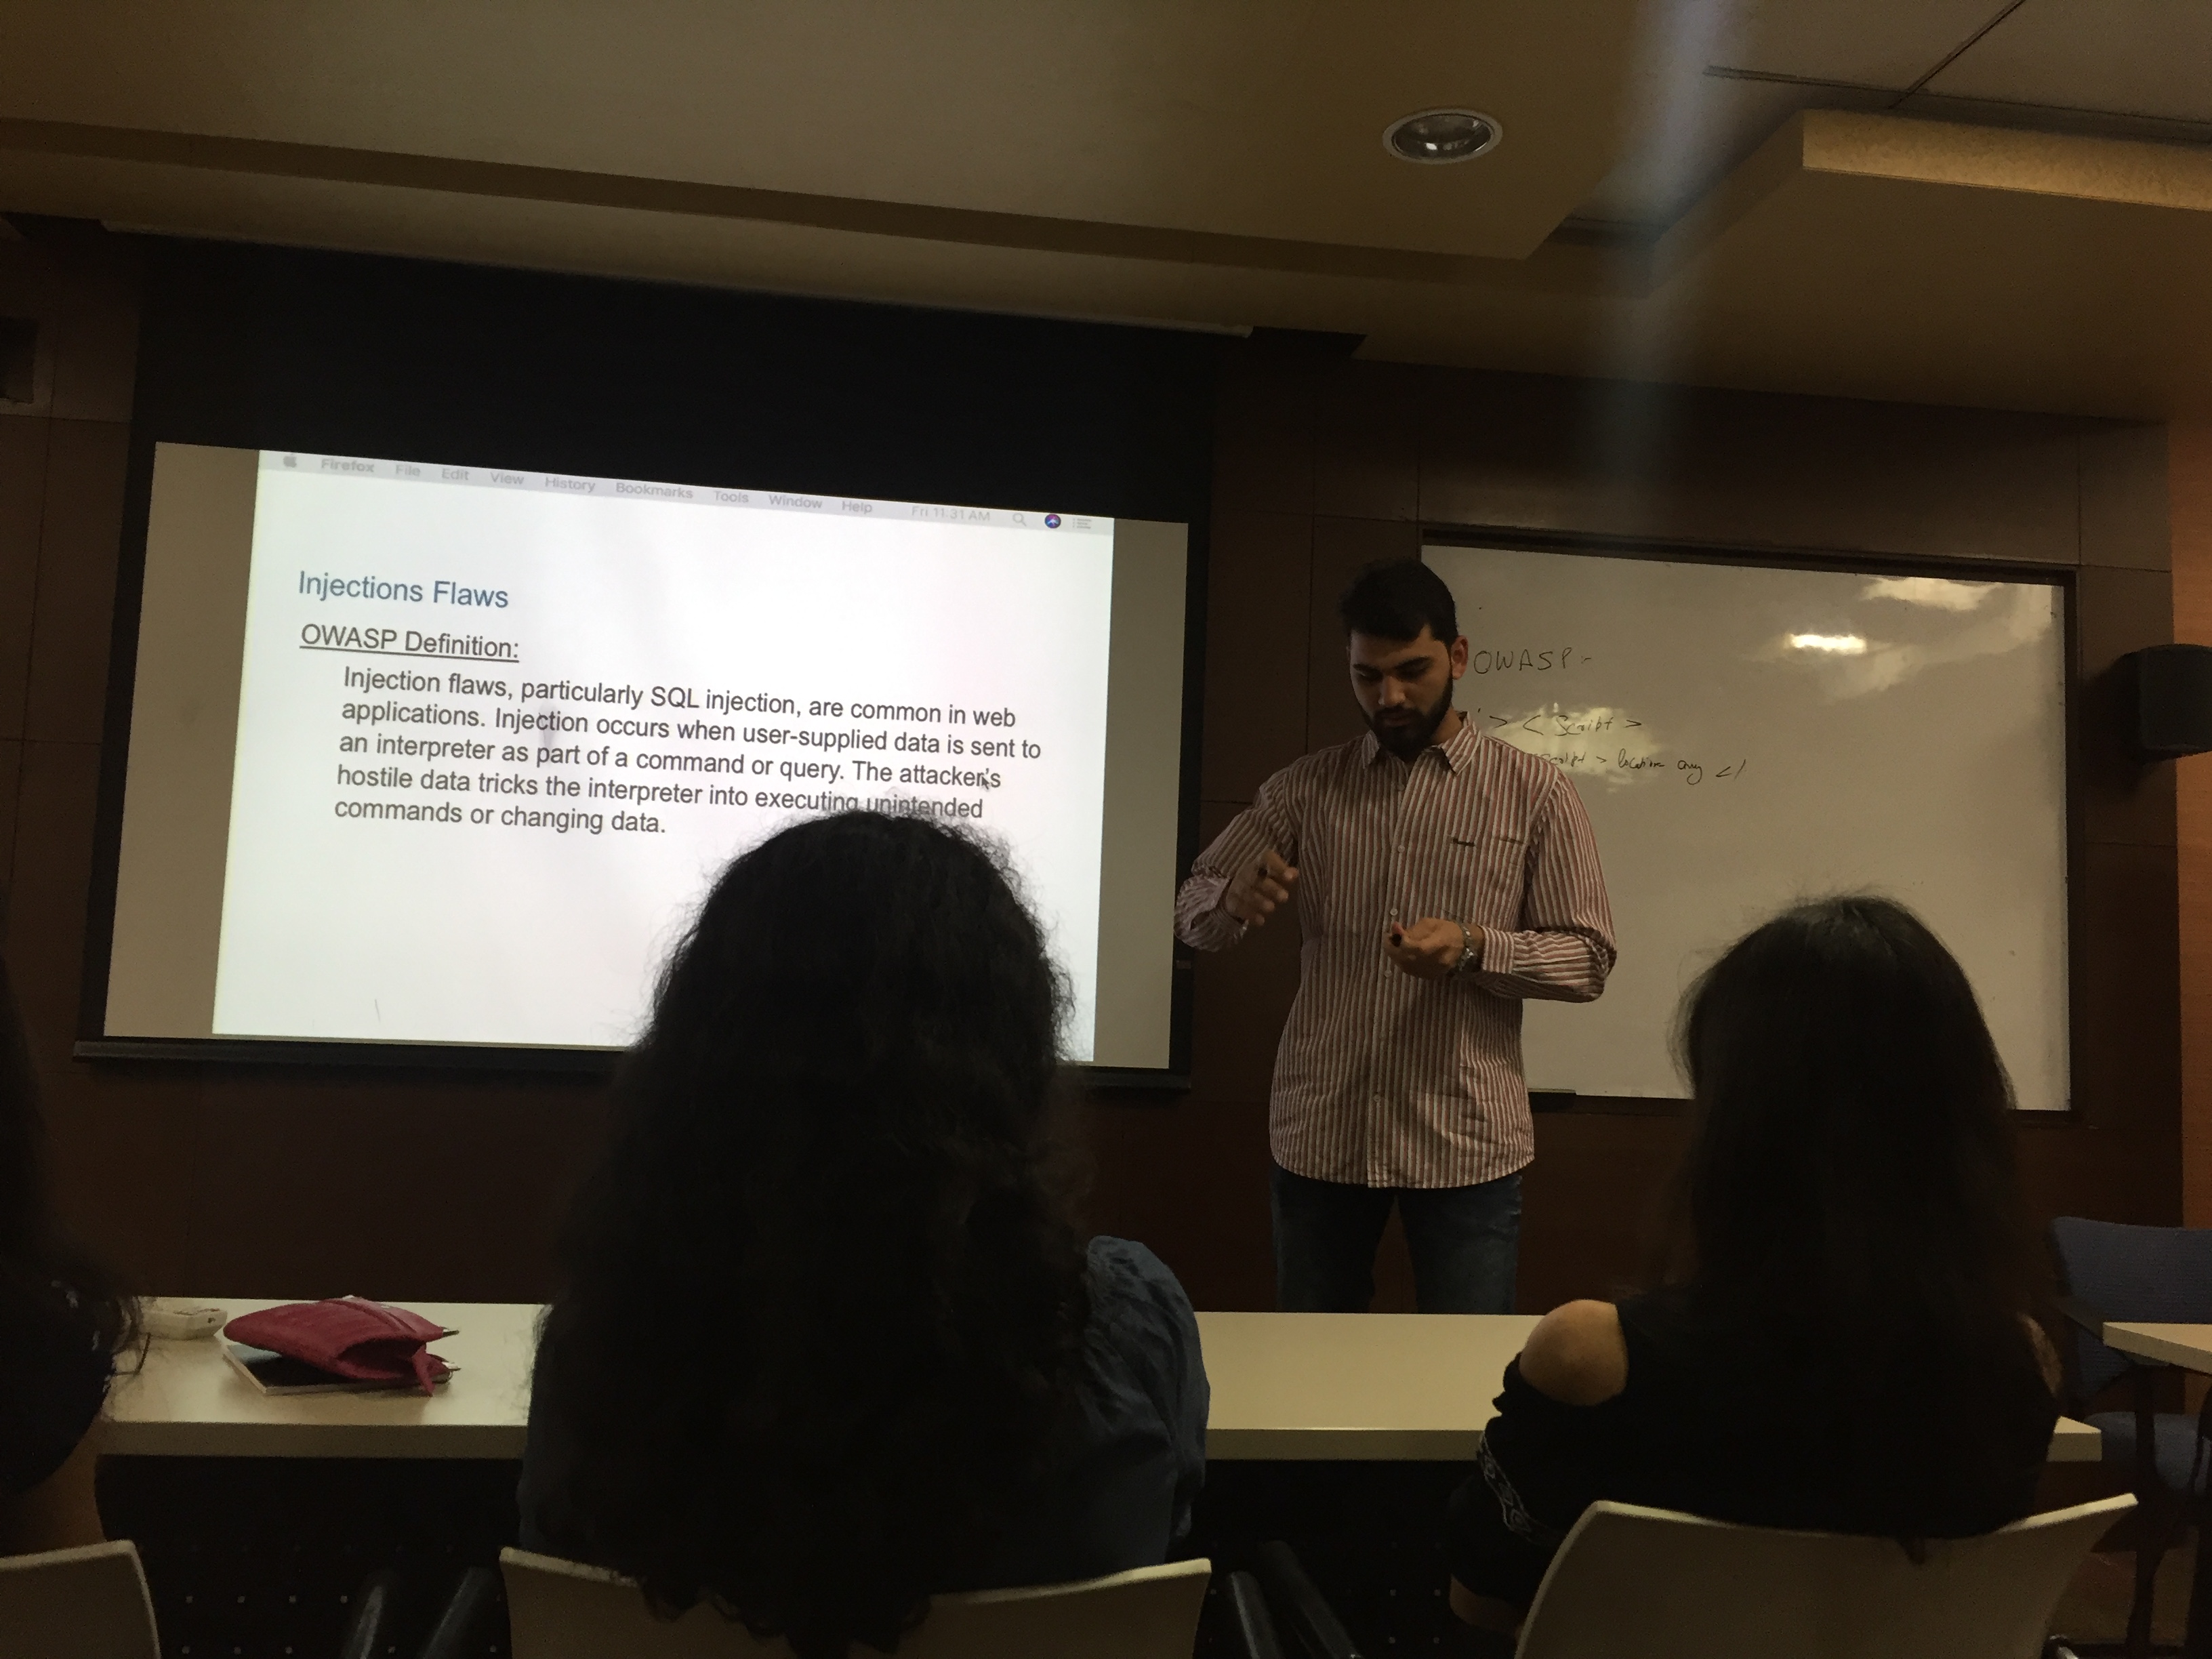 Firefox File Edit View History Bookmarks Tools Window Help Fri 11:31 AM
Injections Flaws
OWASP Definition:
Injection flaws, particularly SQL injection, are common in web
applications. Injection occurs when user-supplied data is sent to
an interpreter as part of a command or query. The attacker's
hostile data tricks the interpreter into executing unintended
commands or changing data.
OWASP :-
'> < Script >
> location </